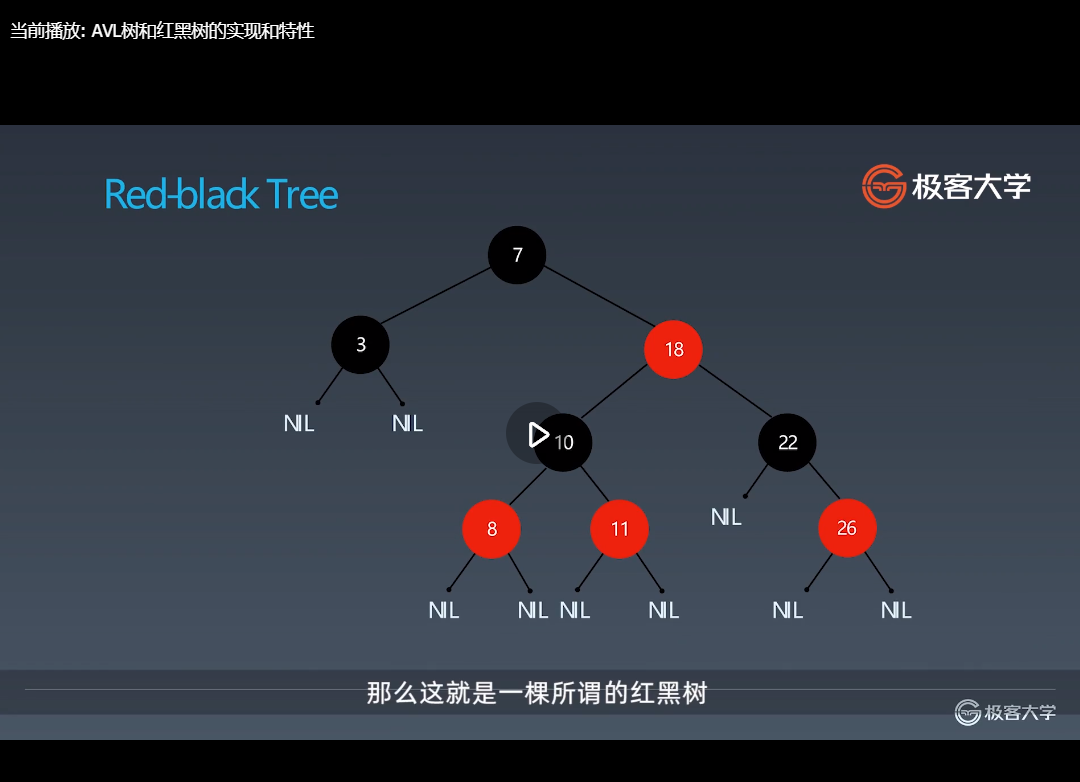 当前播放: AVL树和红黑树的实现和特性
Red-black Tree
极客大学
7
3
18
NIL
NIL
10
22
8
11
NIL
26
NIL
NIL
NIL
NIL
NIL
NIL
那么这就是一棵所谓的红黑树
极客大学